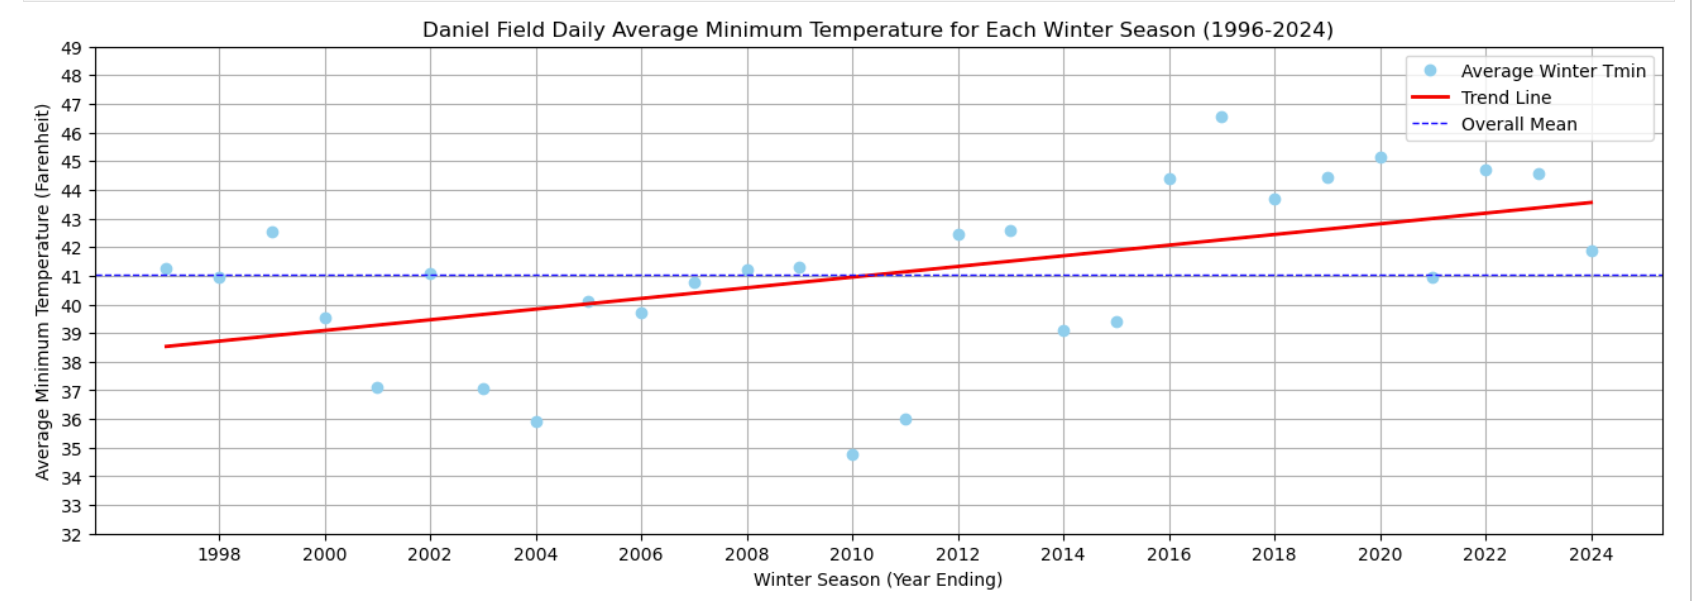 Daniel Field Daily Average Minimum Temperature for Each Winter Season (1996-2024)
Average Winter Tmin
Trend Line
Overall Mean
Average Minimum Temperature (Farenheit)
49
48
47
46
45
44
43
42
41
40
39
38
37
36
35
34
33
32
1998 2000 2002 2004 2006 2008 2010 2012 2014 2016 2018 2020 2022 2024
Winter Season (Year Ending)